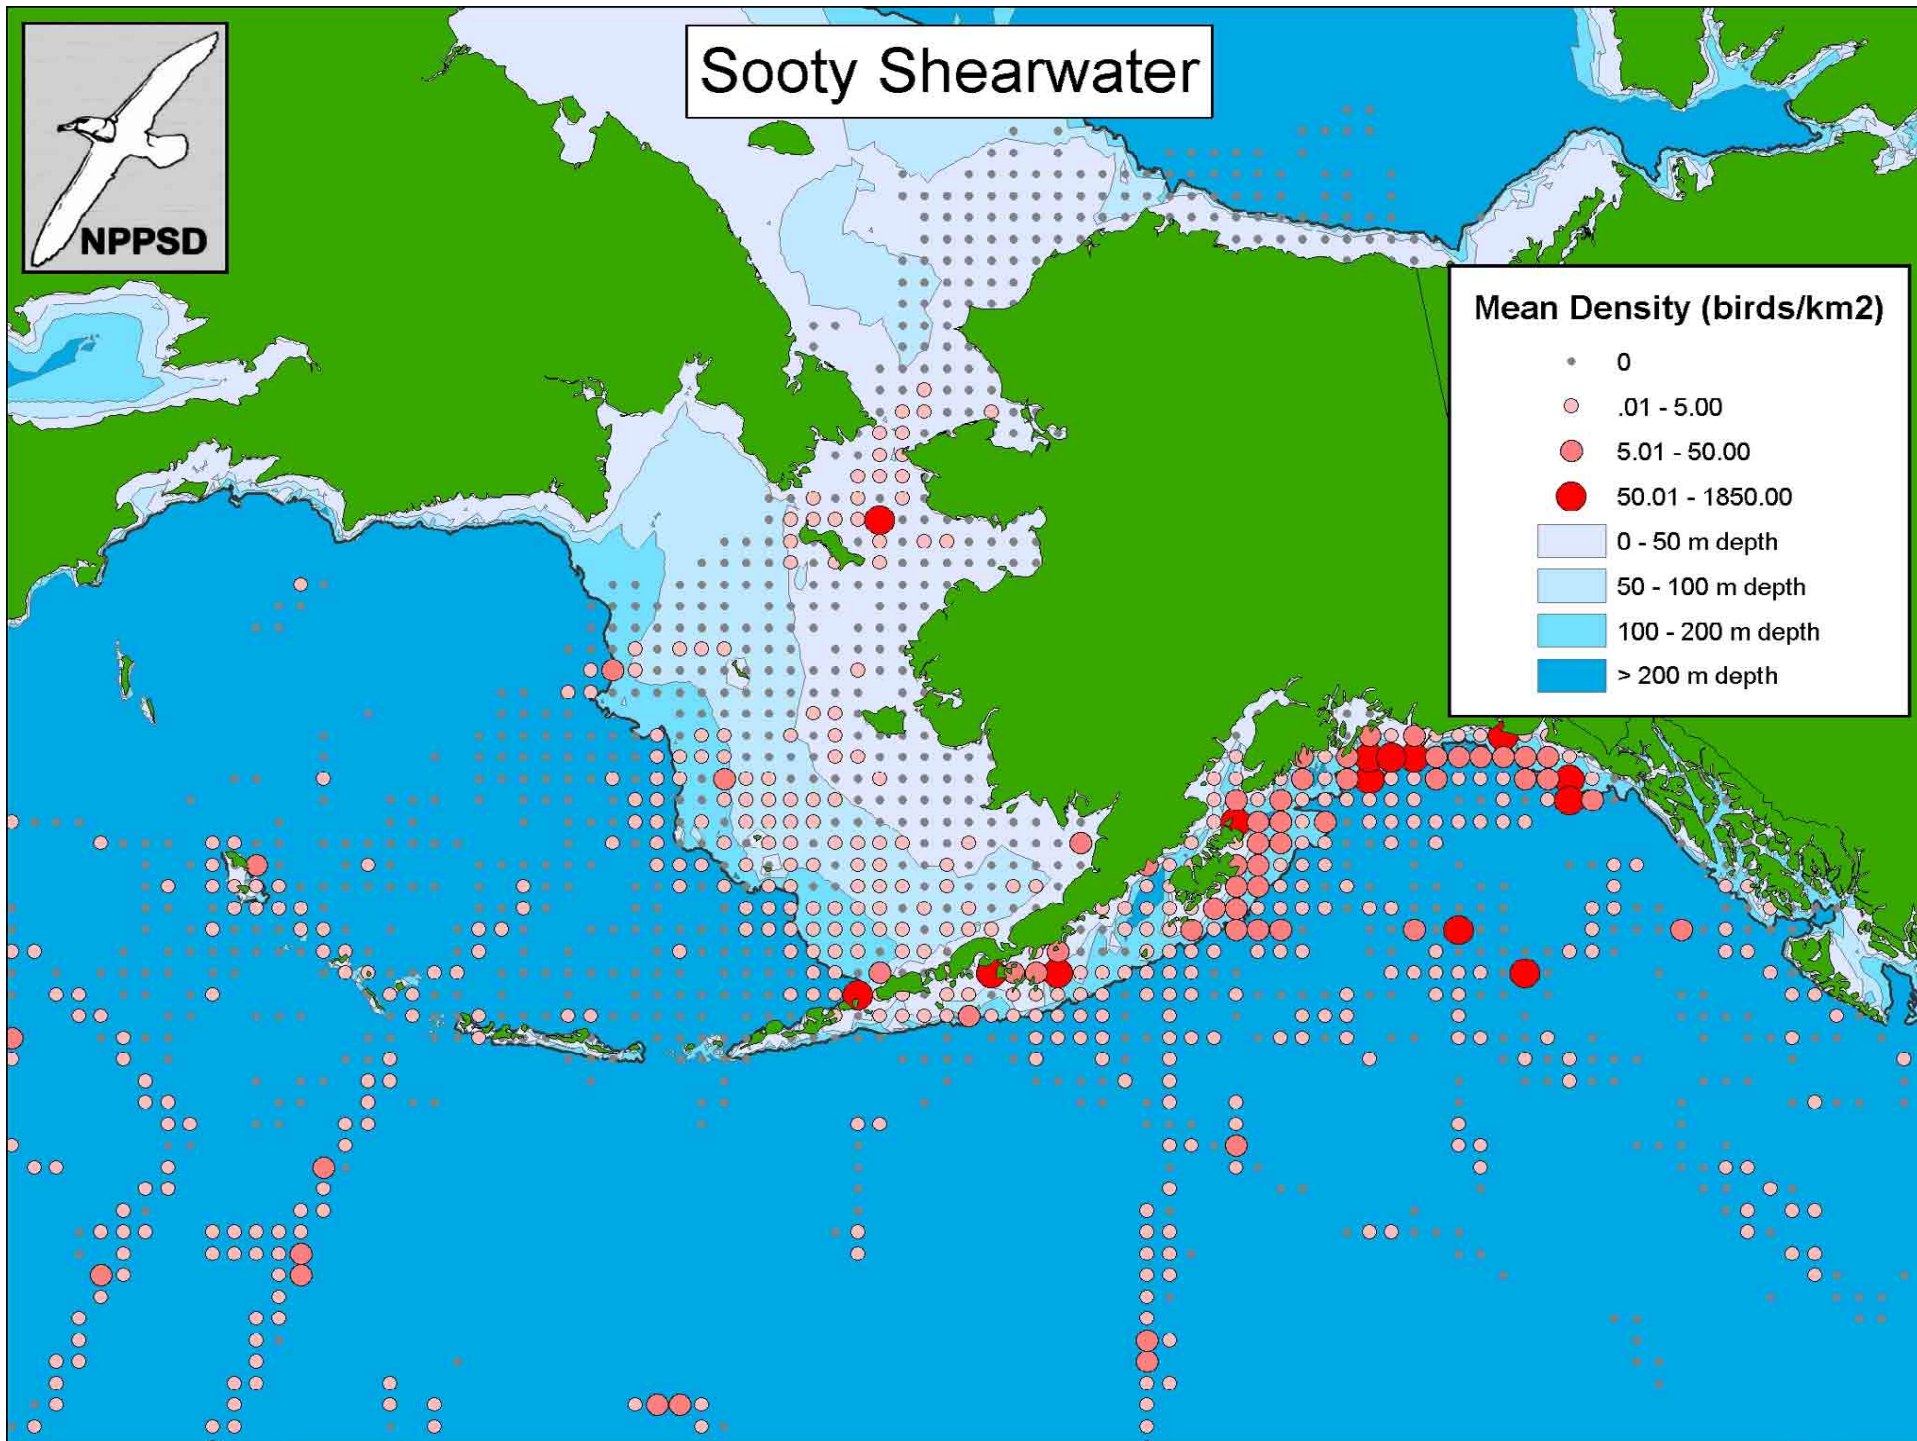 Sooty Shearwater
NPPSD
Mean Density (birds/km2)
0
.01 - 5.00
5.01 - 50.00
50.01 - 1850.00
0 - 50 m depth
50 - 100 m depth
100 - 200 m depth
> 200 m depth